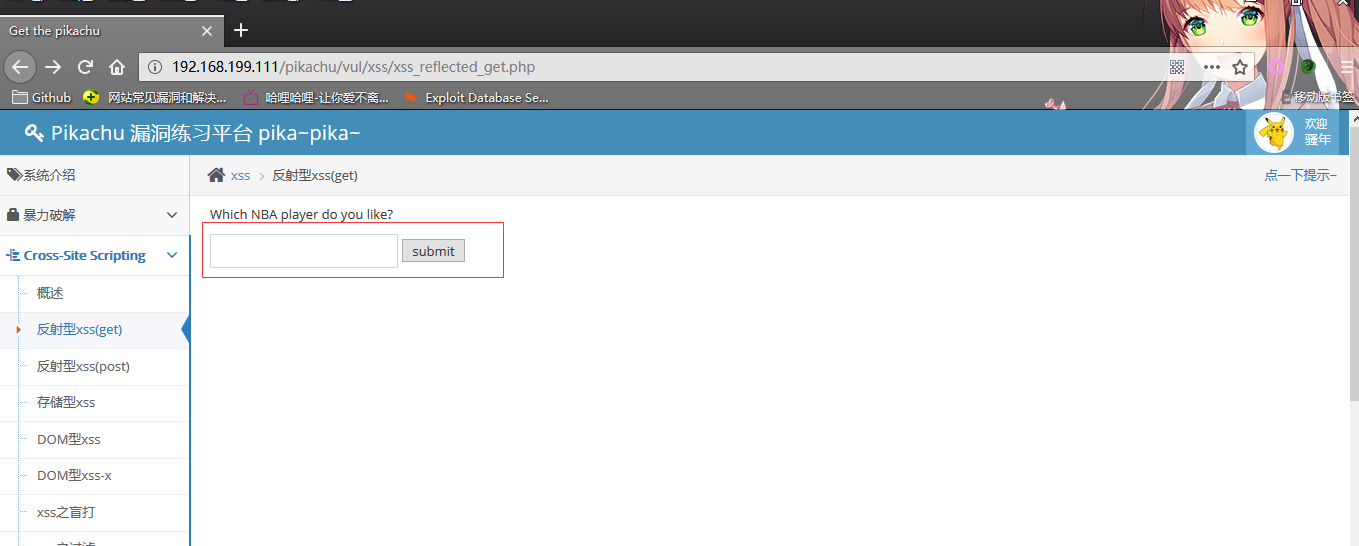 Get the pikachu
192.168.199.111/pikachu/vul/xss/xss_reflected_get.php
Github 网站常见漏洞和解决... 哈哩哈哩-让你爱不离... Exploit Database Se... 移动版书签
Pikachu 漏洞练习平台 pika~pika~
欢迎
骚年
系统介绍
xss 反射型xss(get) 点一下提示~
暴力破解
Which NBA player do you like?
submit
Cross-Site Scripting
概述
反射型xss(get)
反射型xss(post)
存储型xss
DOM型xss
DOM型xss-x
xss之盲打